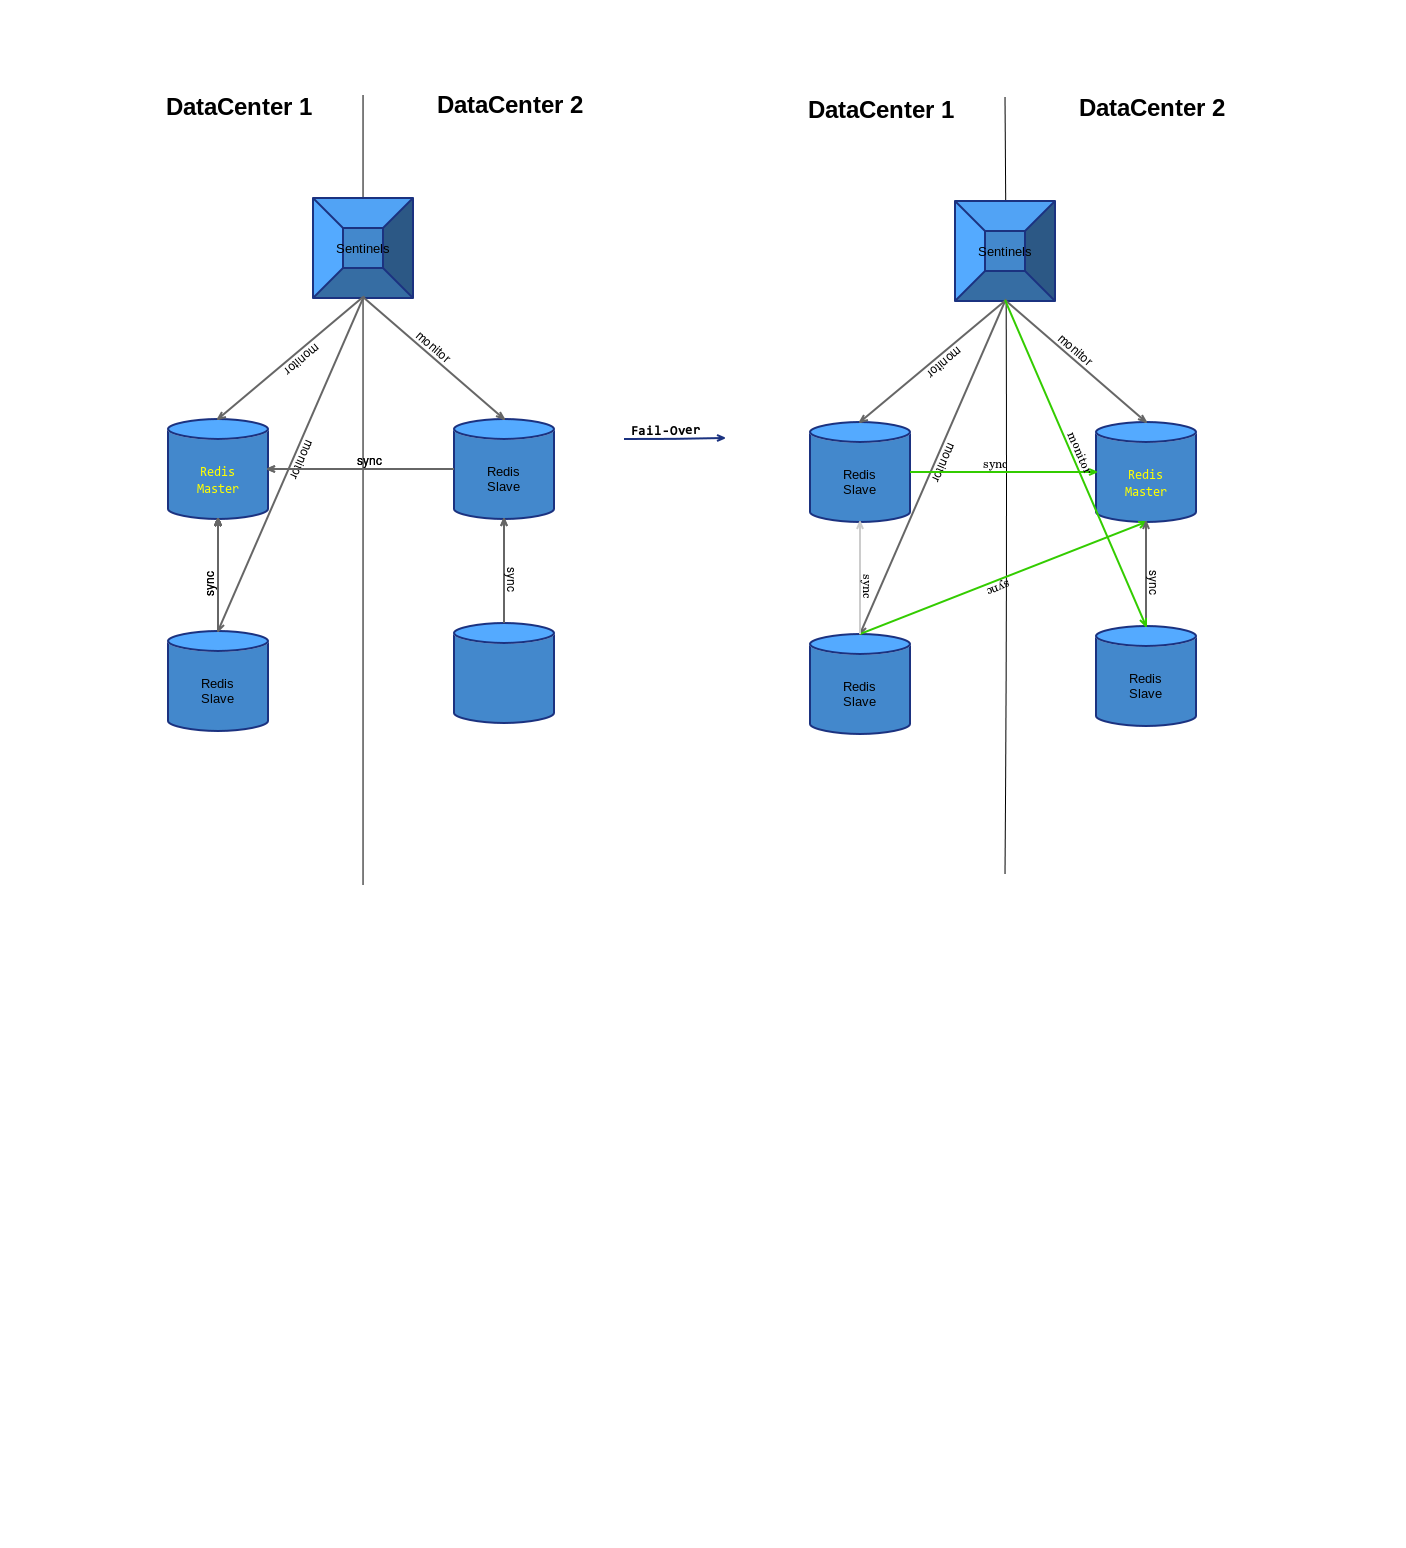 DataCenter 1
DataCenter 2
Sentinels
monitor
monitor
monitor
Redis
Master
sync
Redis
Slave
sync
sync
Redis
Slave
Fail-Over
DataCenter 1
DataCenter 2
Sentinels
monitor
monitor
monitor
monitor
Redis
Slave
sync
Redis
Master
sync
sync
sync
Redis
Slave
Redis
Slave